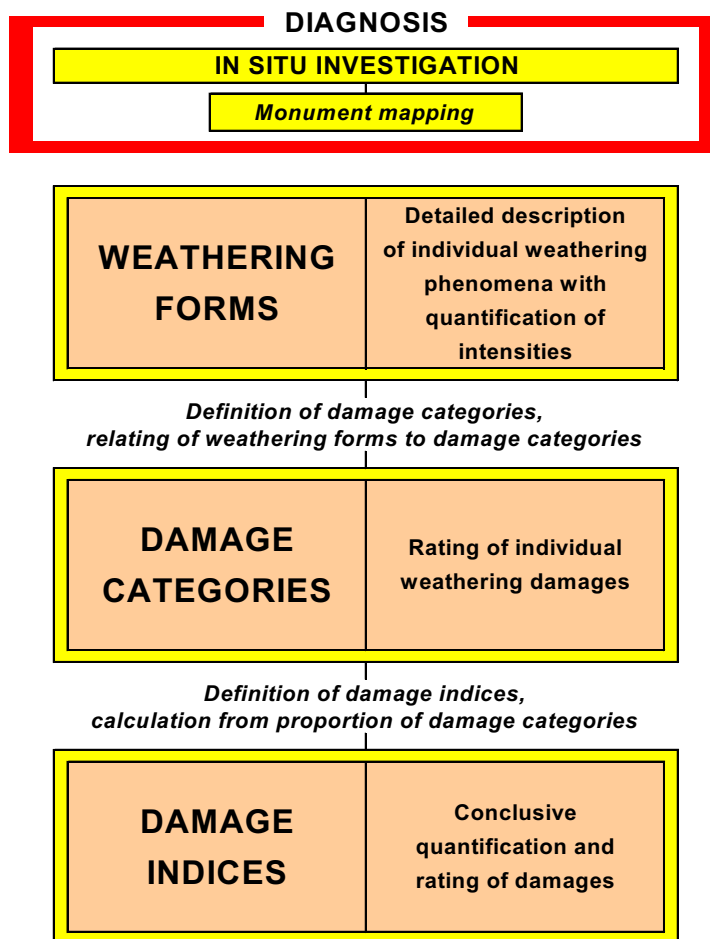 DIAGNOSIS
IN SITU INVESTIGATION
Monument mapping
WEATHERING
FORMS
Detailed description
of individual weathering
phenomena with
quantification of
intensities
Definition of damage categories,
relating of weathering forms to damage categories
DAMAGE
CATEGORIES
Rating of individual
weathering damages
Definition of damage indices,
calculation from proportion of damage categories
DAMAGE
INDICES
Conclusive
quantification and
rating of damages